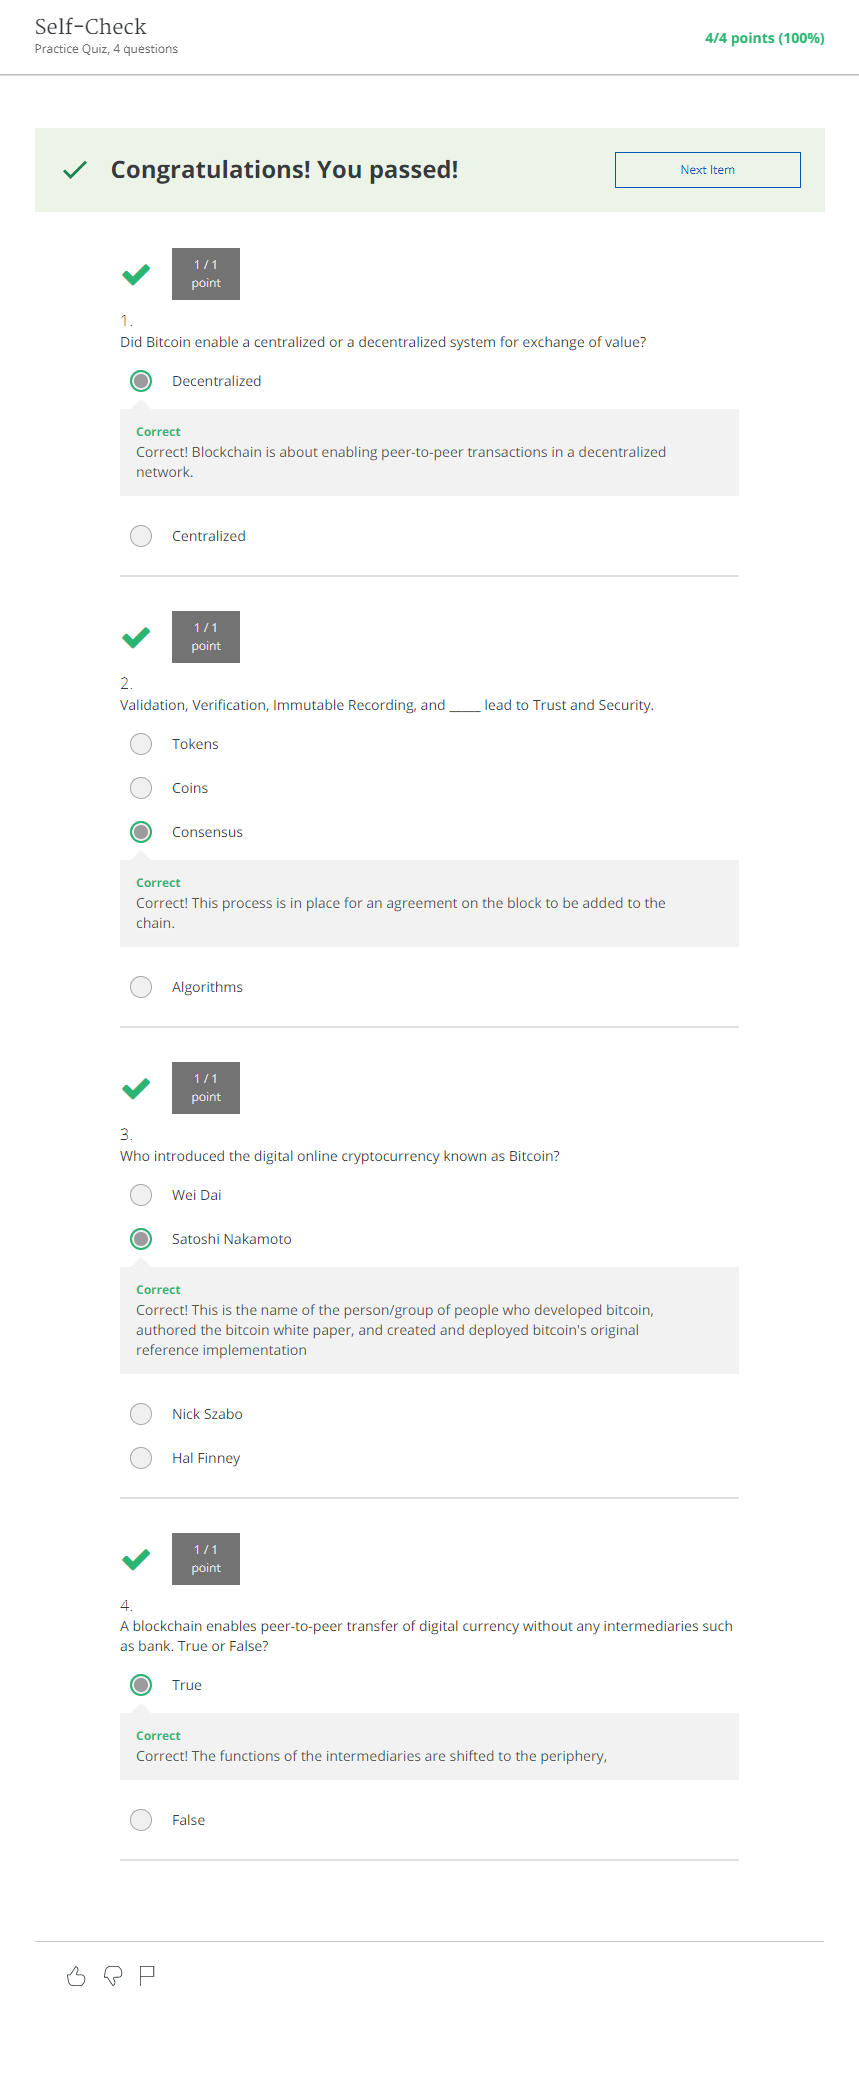 Self-Check
Practice Quiz, 4 questions
4/4 points (100%)
Congratulations! You passed!
Next Item
1 / 1
point
1.
Did Bitcoin enable a centralized or a decentralized system for exchange of value?
Decentralized
Correct
Correct! Blockchain is about enabling peer-to-peer transactions in a decentralized
network.
Centralized
1 / 1
point
2.
Validation, Verification, Immutable Recording, and _____ lead to Trust and Security.
Tokens
Coins
Consensus
Correct
Correct! This process is in place for an agreement on the block to be added to the
chain.
Algorithms
1 / 1
point
3.
Who introduced the digital online cryptocurrency known as Bitcoin?
Wei Dai
Satoshi Nakamoto
Correct
Correct! This is the name of the person/group of people who developed bitcoin,
authored the bitcoin white paper, and created and deployed bitcoin's original
reference implementation
Nick Szabo
Hal Finney
1 / 1
point
4.
A blockchain enables peer-to-peer transfer of digital currency without any intermediaries such
as bank. True or False?
True
Correct
Correct! The functions of the intermediaries are shifted to the periphery,
False